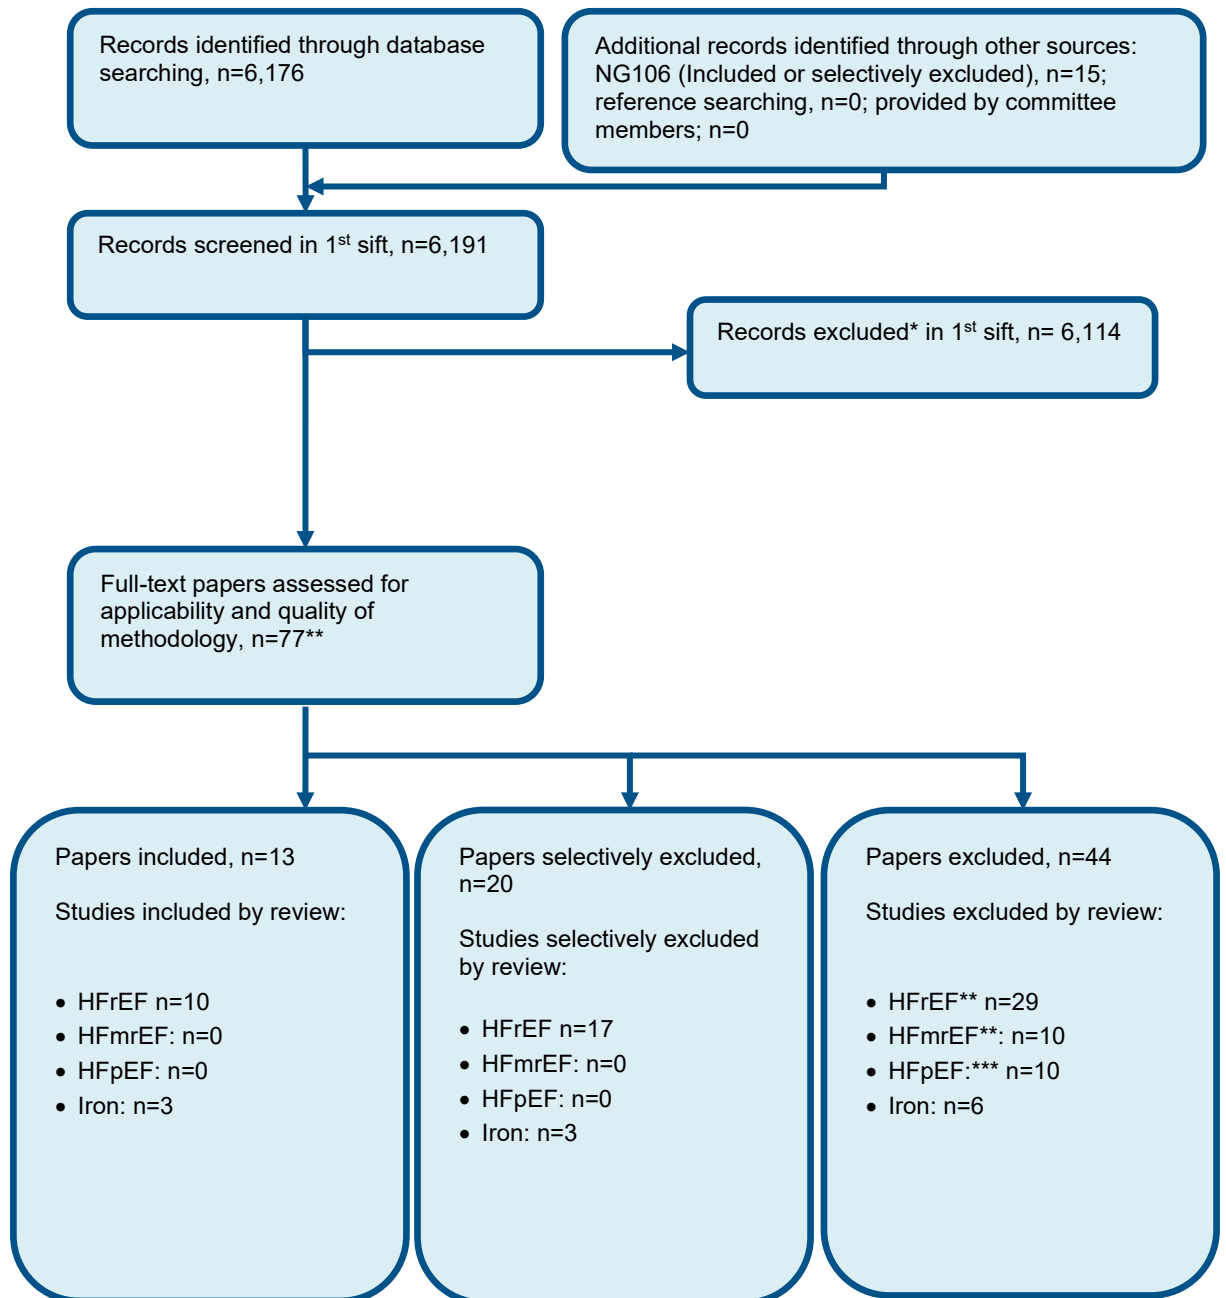 Records identified through database
searching, n=6,176
Additional records identified through other sources:
NG106 (Included or selectively excluded), n=15;
reference searching, n=0; provided by committee
members; n=0
Records screened in 1st sift, n=6,191
Records excluded* in 1st sift, n= 6,114
Full-text papers assessed for
applicability and quality of
methodology, n=77**
Papers included, n=13
Studies included by review:
• HFrEF n=10
• HFmrEF: n=0
• HFpEF: n=0
• Iron: n=3
Papers selectively excluded,
n=20
Studies selectively excluded
by review:
• HFrEF n=17
• HFmrEF: n=0
• HFpEF: n=0
• Iron: n=3
Papers excluded, n=44
Studies excluded by review:
• HFrEF** n=29
• HFmrEF**: n=10
• HFpEF:*** n=10
• Iron: n=6